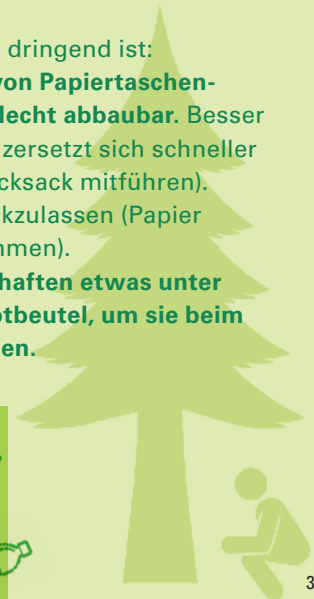 dringend ist:
von Papiertaschen-
lecht abbaubar. Besser
zersetzt sich schneller
cksack mitführen).
kzulassen (Papier
men).
haften etwas unter
otbeutel, um sie beim
en.
3